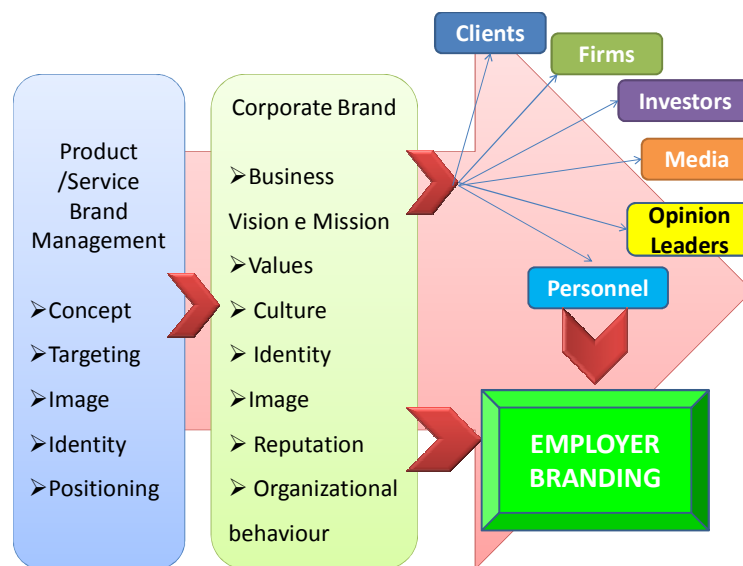 Product
/Service
Brand
Management
➤Concept
➤Targeting
➤Image
➤Identity
➤Positioning
Corporate Brand
➤Business
Vision e Mission
➤Values
➤ Culture
➤ Identity
➤Image
➤ Reputation
➤ Organizational
behaviour
Clients
Firms
Investors
Media
Opinion
Leaders
Personnel
EMPLOYER
BRANDING